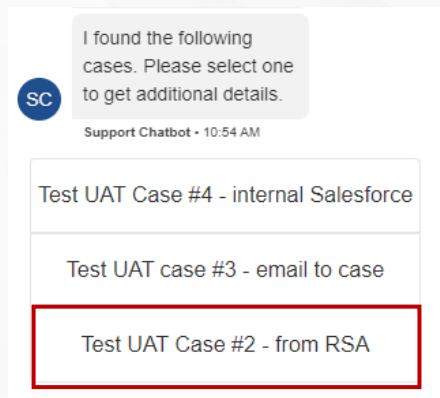 I found the following
cases. Please select one
to get additional details.
SC
Support Chatbot • 10:54 AM
Test UAT Case #4 - internal Salesforce
Test UAT case #3 - email to case
Test UAT Case #2 - from RSA